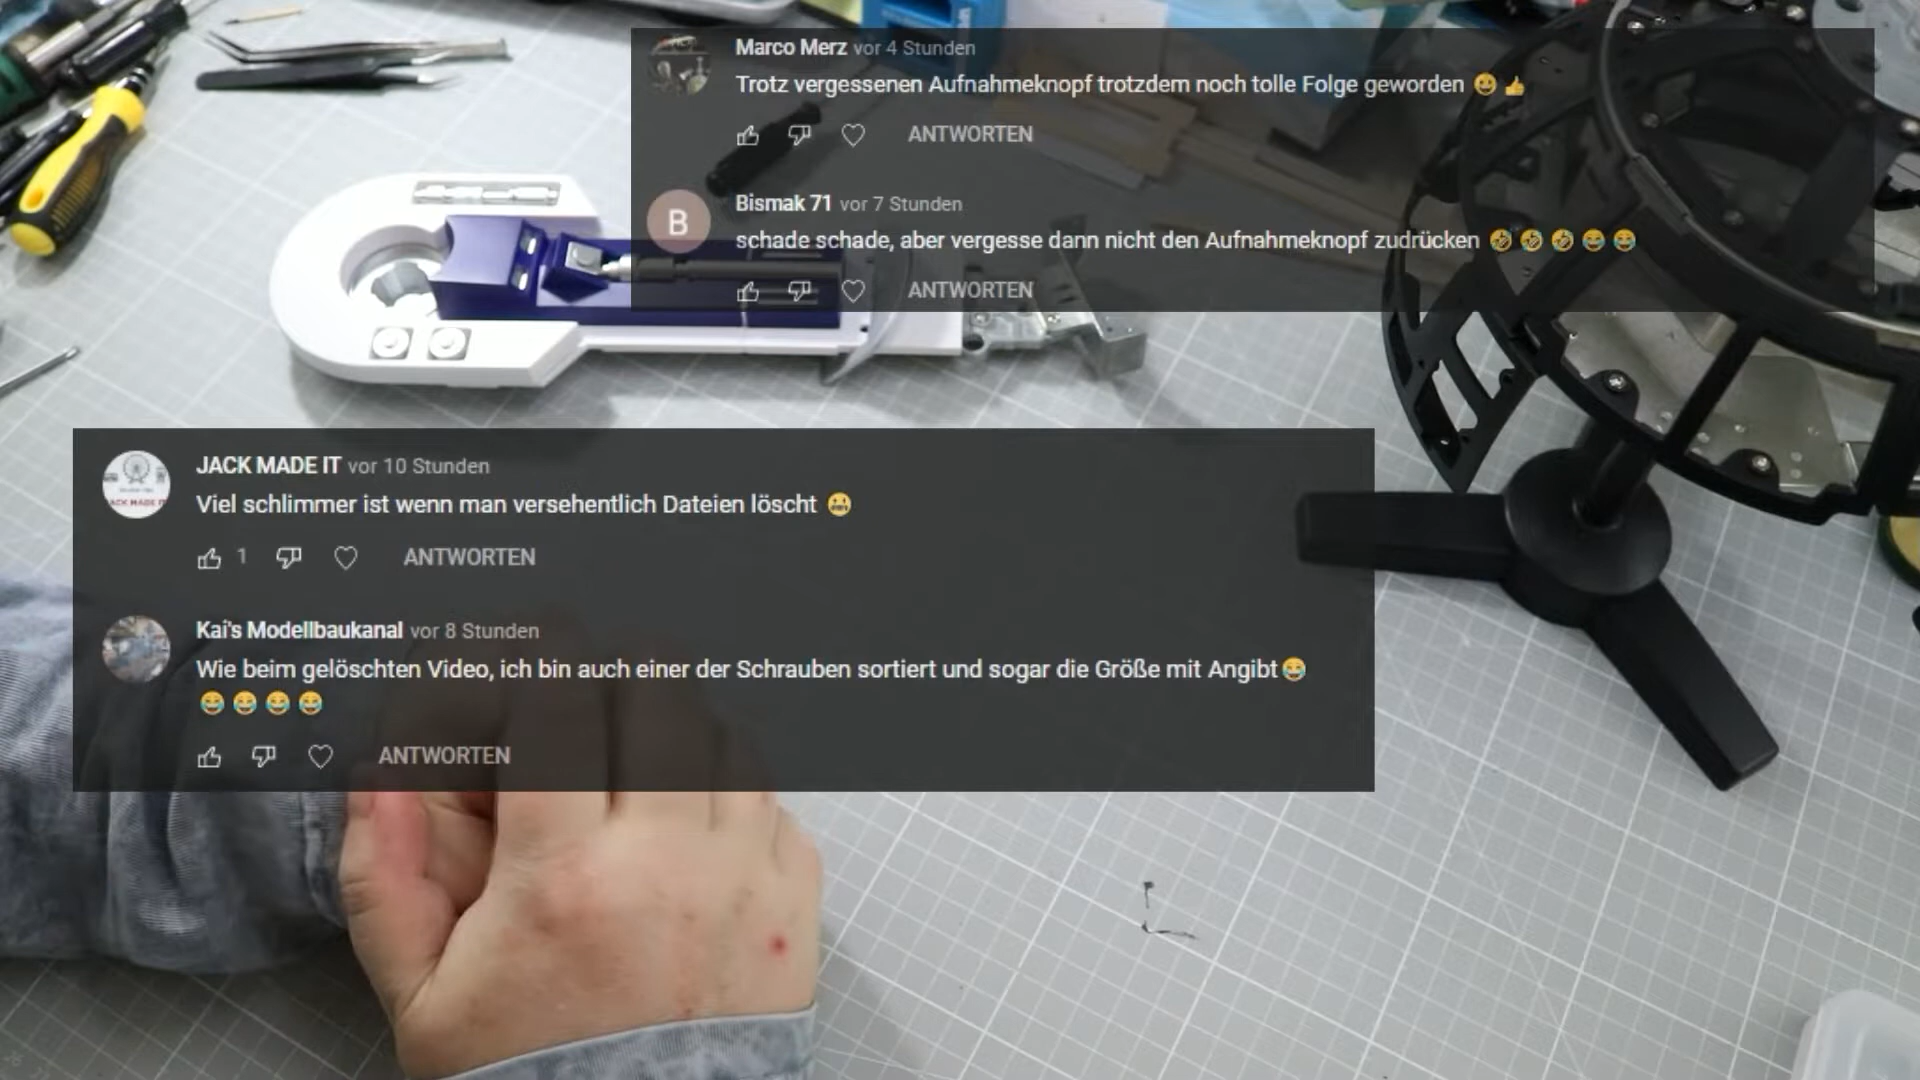 Marco Merz vor 4 Stunden
Trotz vergessenen Aufnahmeknopf trotzdem noch tolle Folge geworden 😀👍
ANTWORTEN
B
Bismak 71 vor 7 Stunden
schade schade, aber vergesse dann nicht den Aufnahmeknopf zudrücken 🤣🤣🤣😂😂
ANTWORTEN
JACK MADE IT vor 10 Stunden
Viel schlimmer ist wenn man versehentlich Dateien löscht 😬
1 ANTWORTEN
JACK MADE IT
Kai's Modellbaukanal vor 8 Stunden
Wie beim gelöschten Video, ich bin auch einer der Schrauben sortiert und sogar die Größe mit Angibt😂
😂😂😂😂
ANTWORTEN